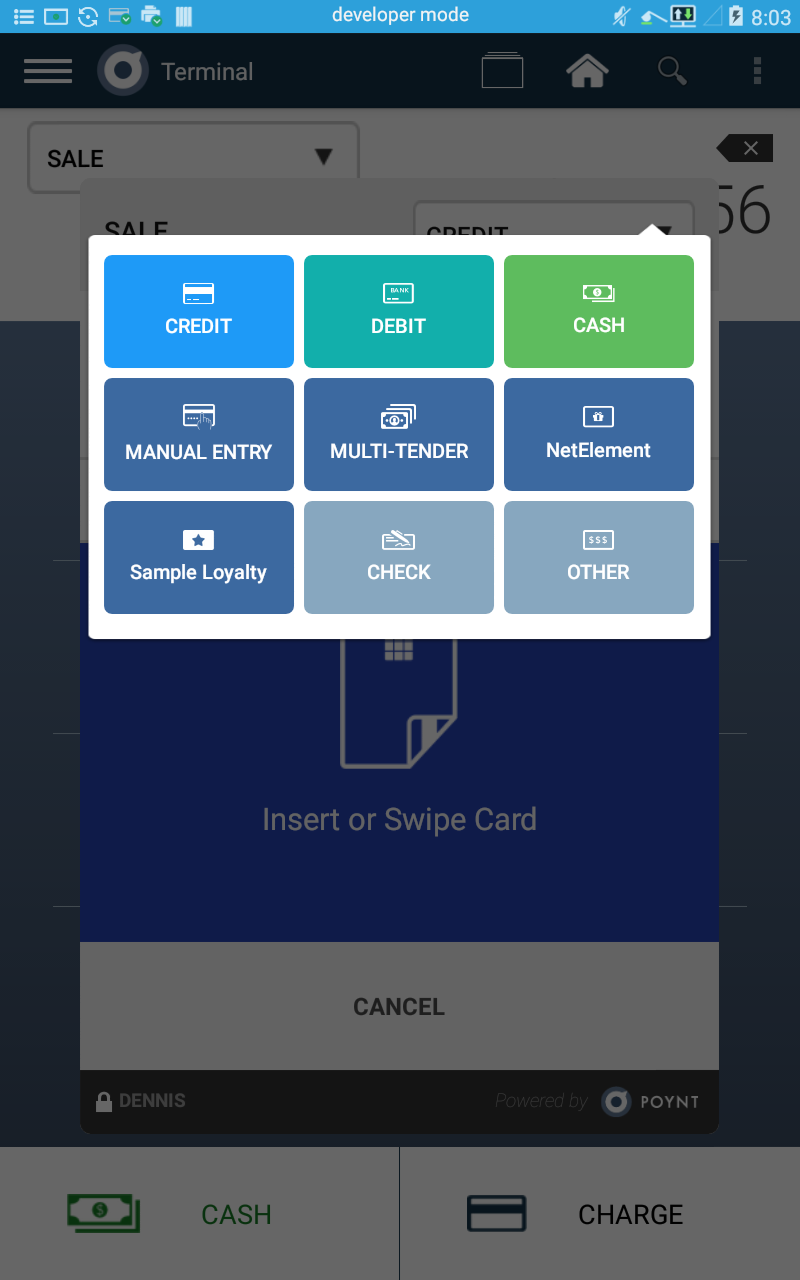 developer mode
8:03
Terminal
SALE
56
SALE
CREDIT
CREDIT
BANK
DEBIT
CASH
MANUAL ENTRY
MULTI-TENDER
NetElement
Sample Loyalty
CHECK
$$$
OTHER
Insert or Swipe Card
CANCEL
DENNIS
Powered by POYNT
CASH
CHARGE